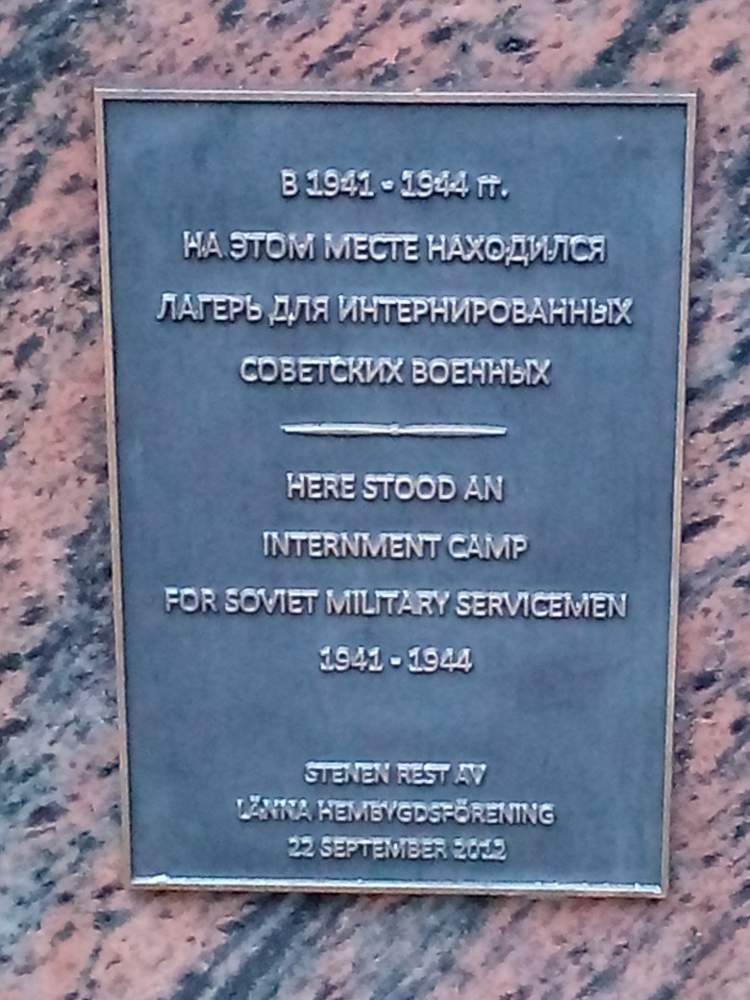 В 1941 - 1944 гг.
НА ЭТОМ МЕСТЕ НАХОДИЛСЯ
ЛАГЕРЬ ДЛЯ ИНТЕРНИРОВАННЫХ
СОВЕТСКИХ ВОЕННЫХ
HERE STOOD AN
INTERNMENT CAMP
FOR SOVIET MILITARY SERVICEMEN
1941 - 1944
STENEN REST AV
LÄNNA HEMBYGDSFÖRENING
22 SEPTEMBER 2012